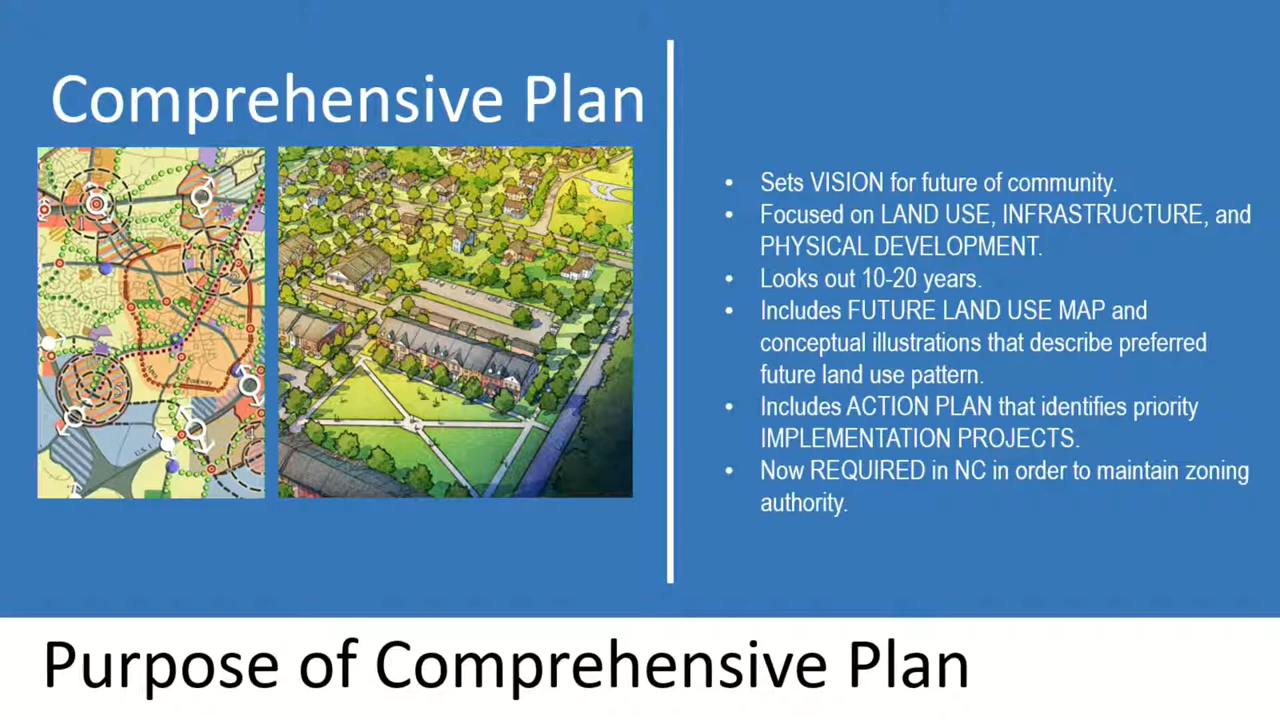 Comprehensive Plan
• Sets VISION for future of community.
• Focused on LAND USE, INFRASTRUCTURE, and
PHYSICAL DEVELOPMENT.
• Looks out 10-20 years.
• Includes FUTURE LAND USE MAP and
conceptual illustrations that describe preferred
future land use pattern.
• Includes ACTION PLAN that identifies priority
IMPLEMENTATION PROJECTS.
• Now REQUIRED in NC in order to maintain zoning
authority.
Parkway
U.S. 1
Purpose of Comprehensive Plan